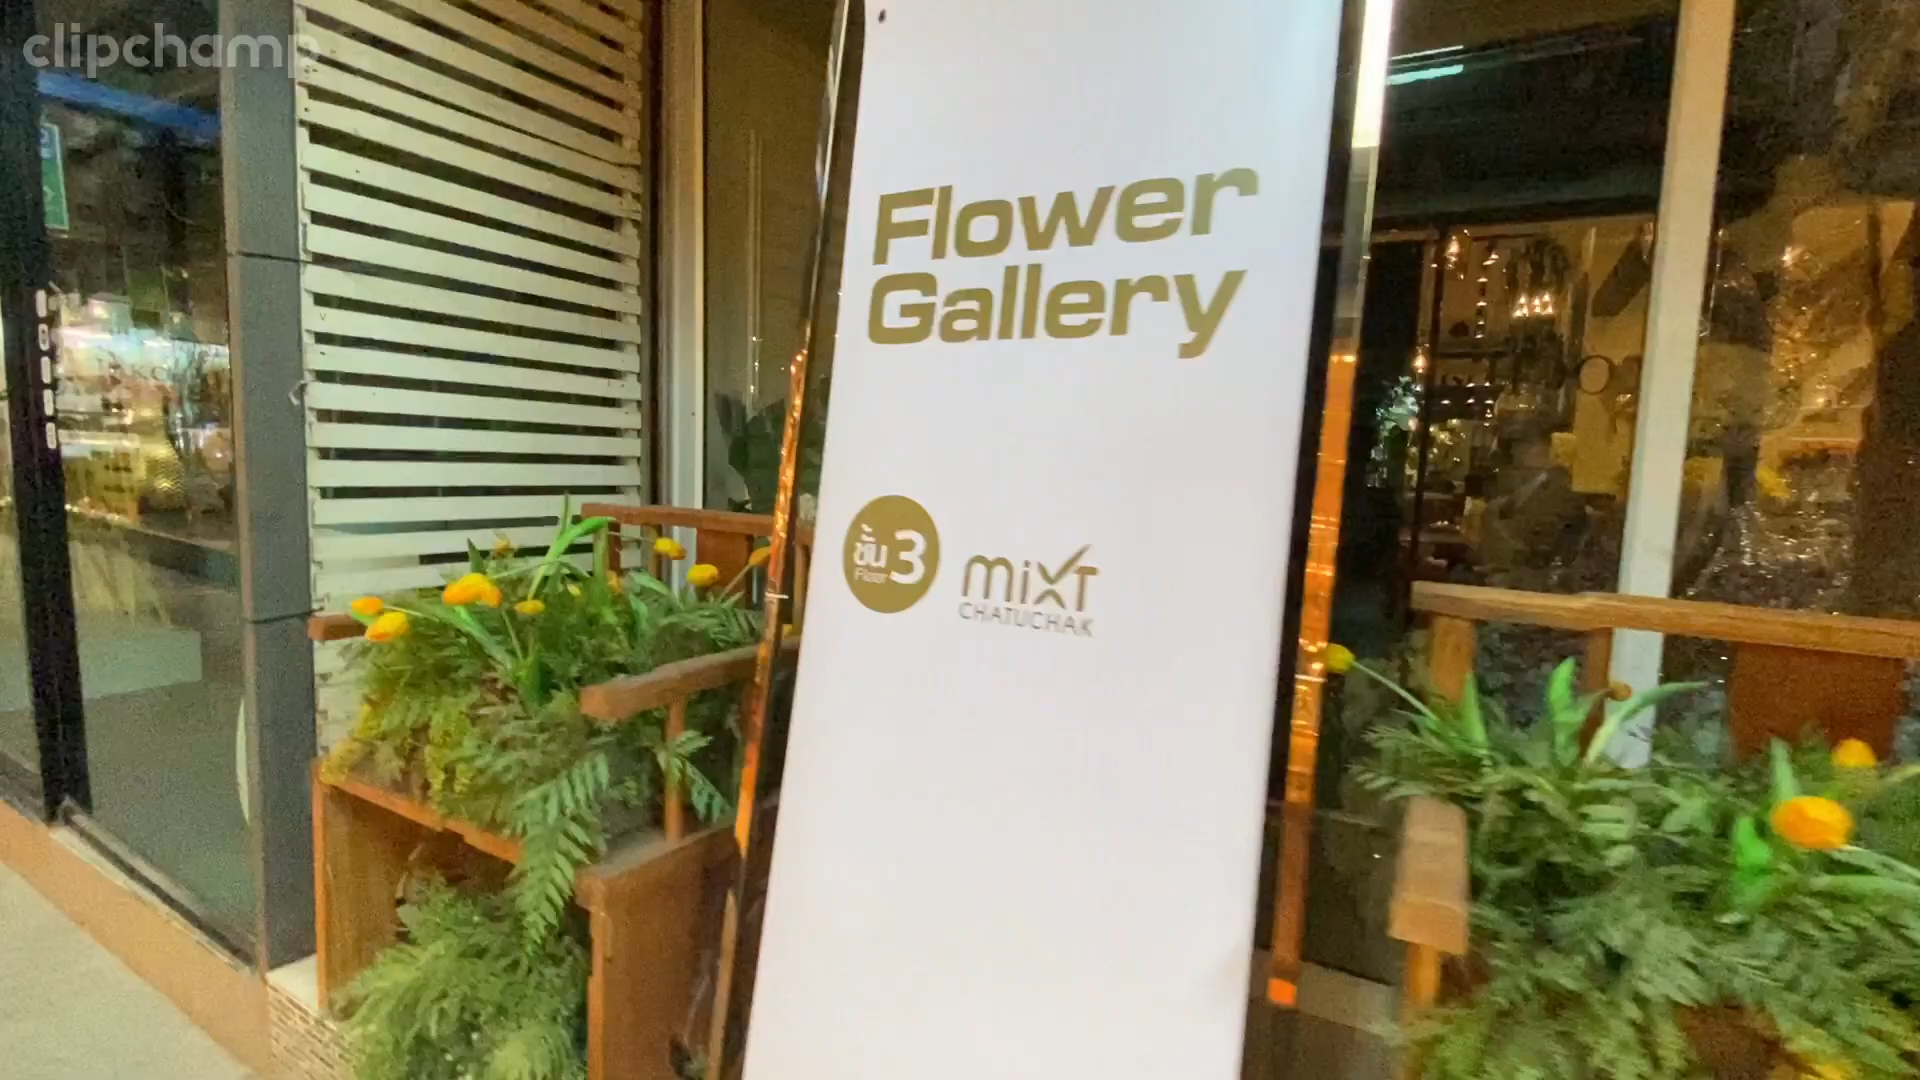 clipchamp
Flower
Gallery
ชั้น 3
Floor
mixt
CHATUCHAK